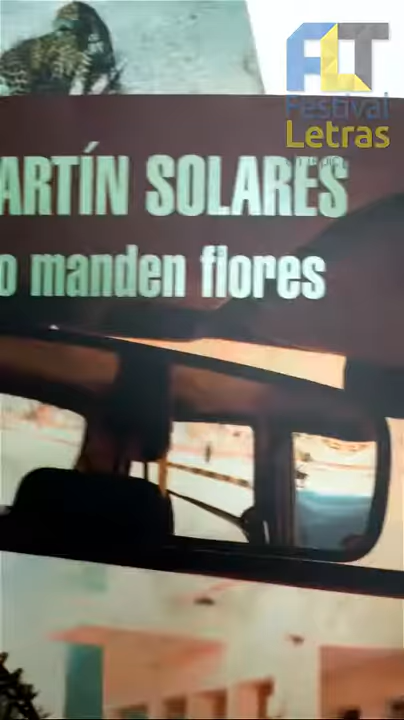 FLT
Festival
Letras
ARTÍN SOLARES
o manden flores